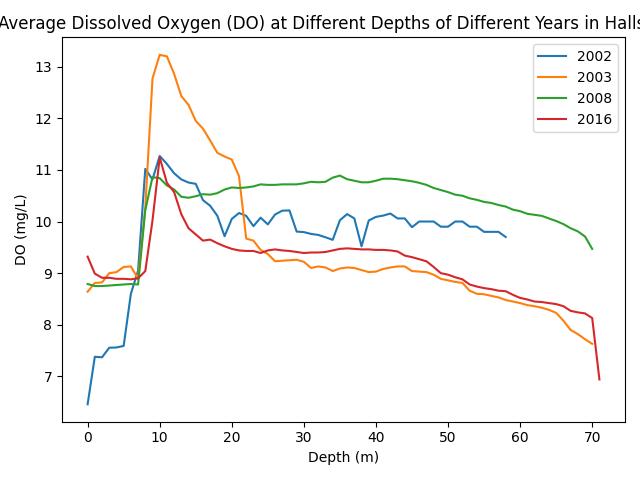 Average Dissolved Oxygen (DO) at Different Depths of Different Years in Halls
2002
2003
2008
2016
DO (mg/L)
13
12
11
10
9
8
7
0 10 20 30 40 50 60 70
Depth (m)